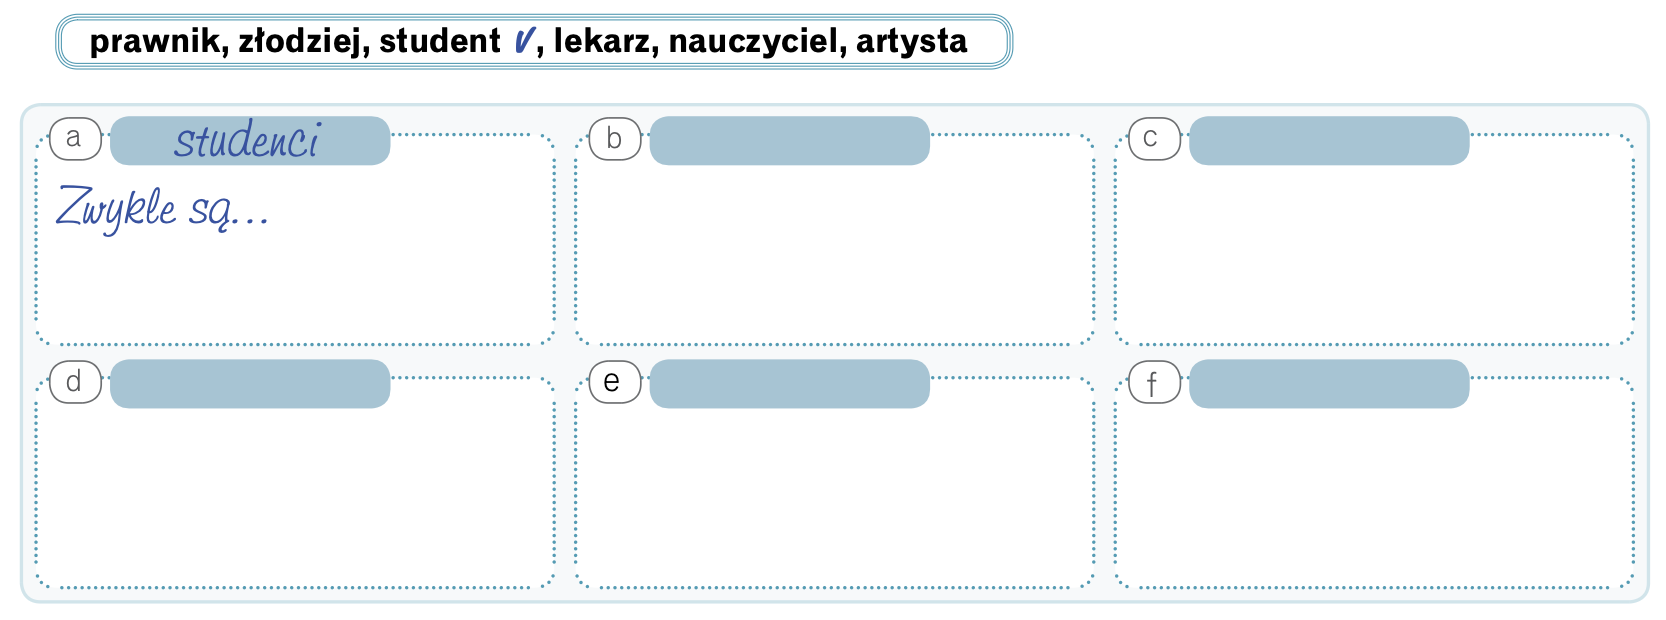 prawnik, złodziej, student ✓, lekarz, nauczyciel, artysta
a studenci
Zwykle są...
b
c
d
e
f